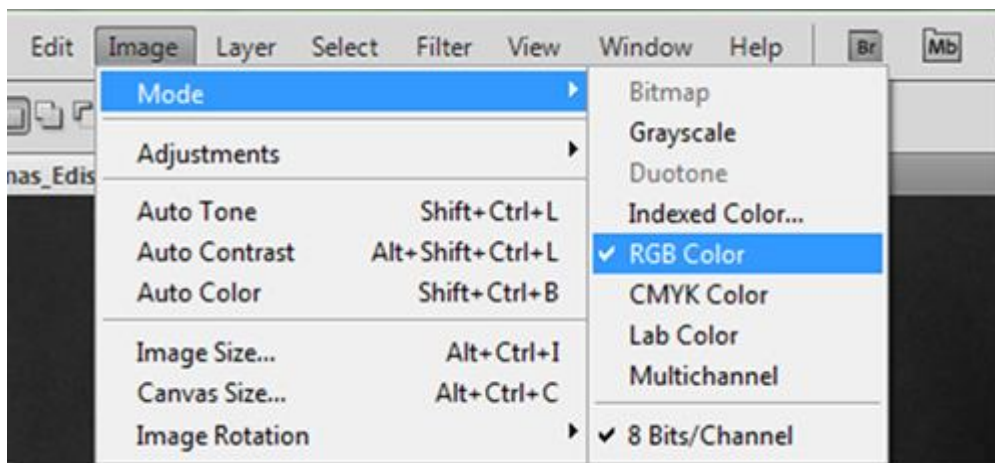 Edit Image Layer Select Filter View Window Help Br Mb
Mode
Adjustments
nas_Edis
Auto Tone Shift+Ctrl+L
Auto Contrast Alt+Shift+Ctrl+L
Auto Color Shift+Ctrl+B
Image Size... Alt+Ctrl+I
Canvas Size... Alt+Ctrl+C
Image Rotation
Bitmap
Grayscale
Duotone
Indexed Color...
✓ RGB Color
CMYK Color
Lab Color
Multichannel
✓ 8 Bits/Channel